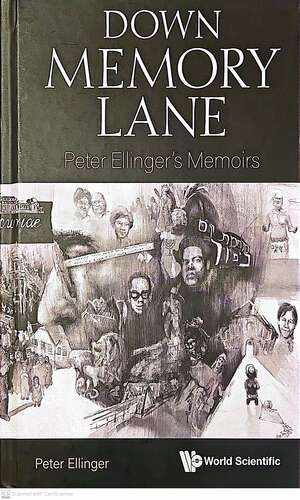 DOWN
MEMORY
LANE
Peter Ellinger's Memoirs
Peter Ellinger
World Scientific